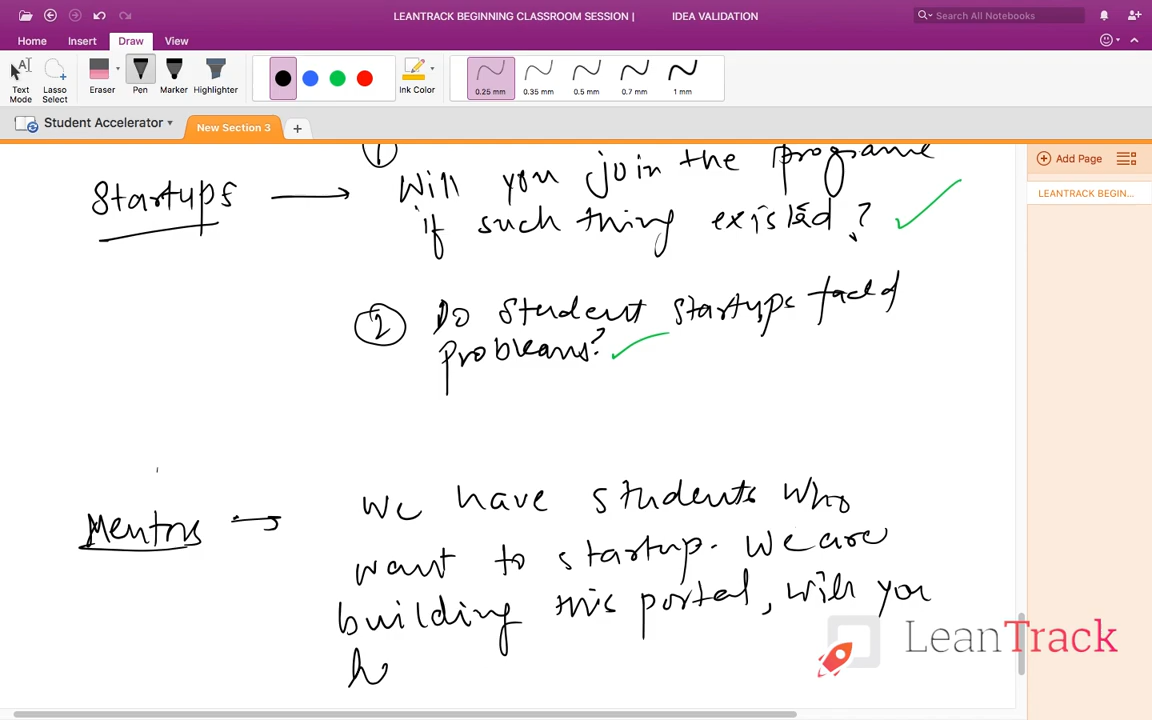 LEANTRACK BEGINNING CLASSROOM SESSION | IDEA VALIDATION
Search All Notebooks
Home Insert Draw View
Text Mode
Lasso Select
Eraser
Pen
Marker
Highlighter
Ink Color
0.25 mm 0.35 mm 0.5 mm 0.7 mm 1 mm
Student Accelerator
New Section 3
+
Add Page
LEANTRACK BEGIN...
1
Startups → Will you join the programe
if such thing existed ?
2 Do student startups faced
probleams?
Mentors → We have students who
want to startup. We are
building this portal, will you
LeanTrack